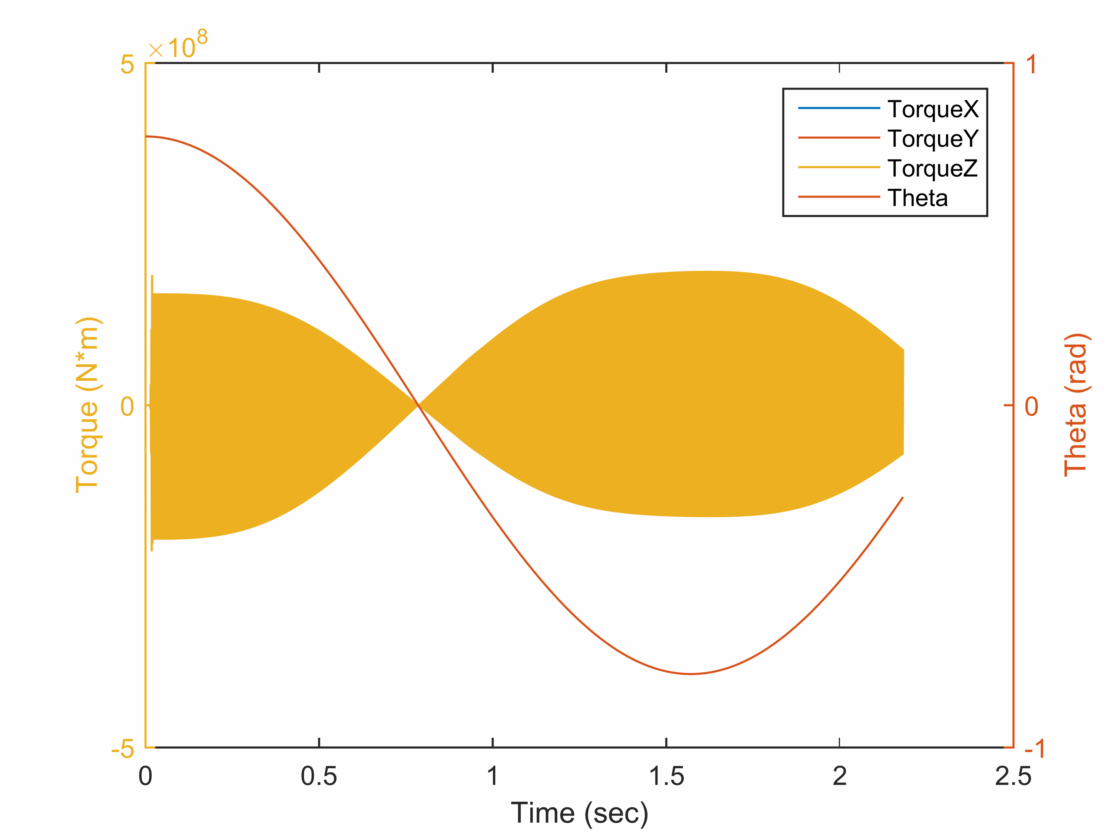 ×10^8
5
0
-5
Torque (N*m)
1
0
-1
Theta (rad)
TorqueX
TorqueY
TorqueZ
Theta
0 0.5 1 1.5 2 2.5
Time (sec)